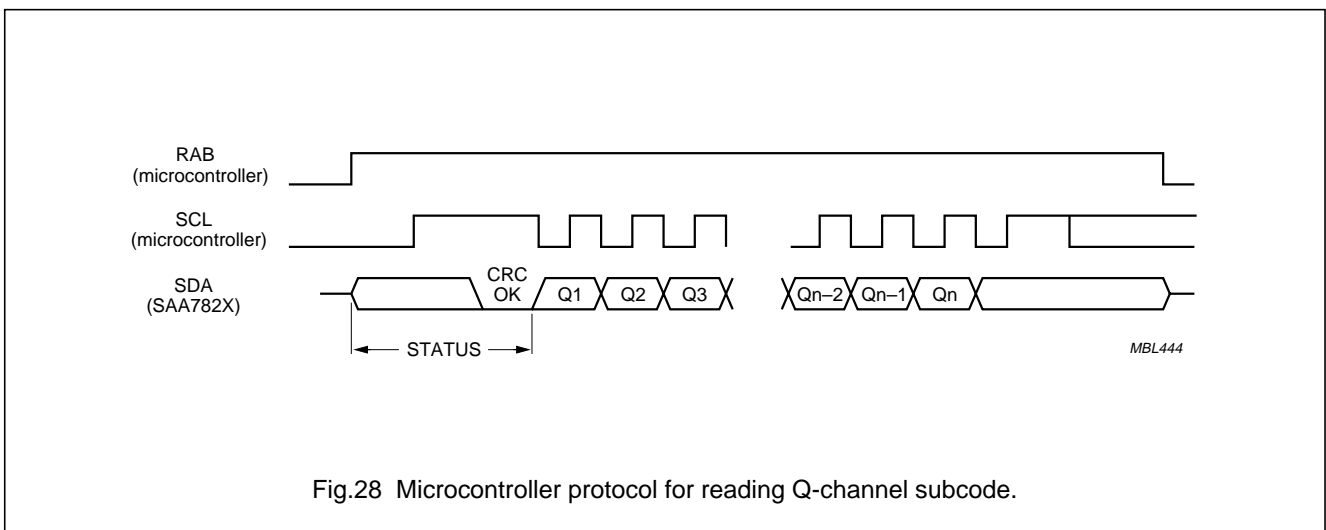 RAB
(microcontroller)
SCL
(microcontroller)
SDA
(SAA782X)
CRC
OK
Q1
Q2
Q3
Qn–2
Qn–1
Qn
STATUS
MBL444
Fig.28 Microcontroller protocol for reading Q-channel subcode.